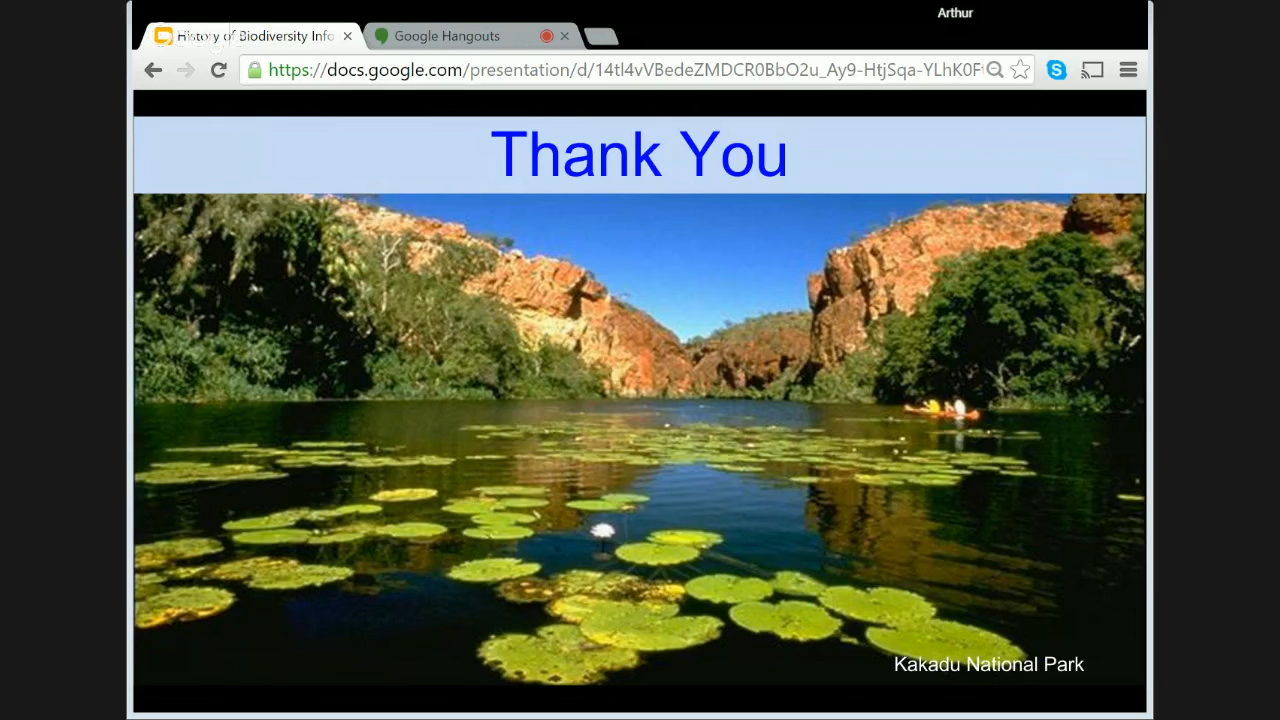 Arthur
History of Biodiversity Info
Google Hangouts
https://docs.google.com/presentation/d/14tl4vVBedeZMDCR0BbO2u_Ay9-HtjSqa-YLhK0F
Thank You
Kakadu National Park